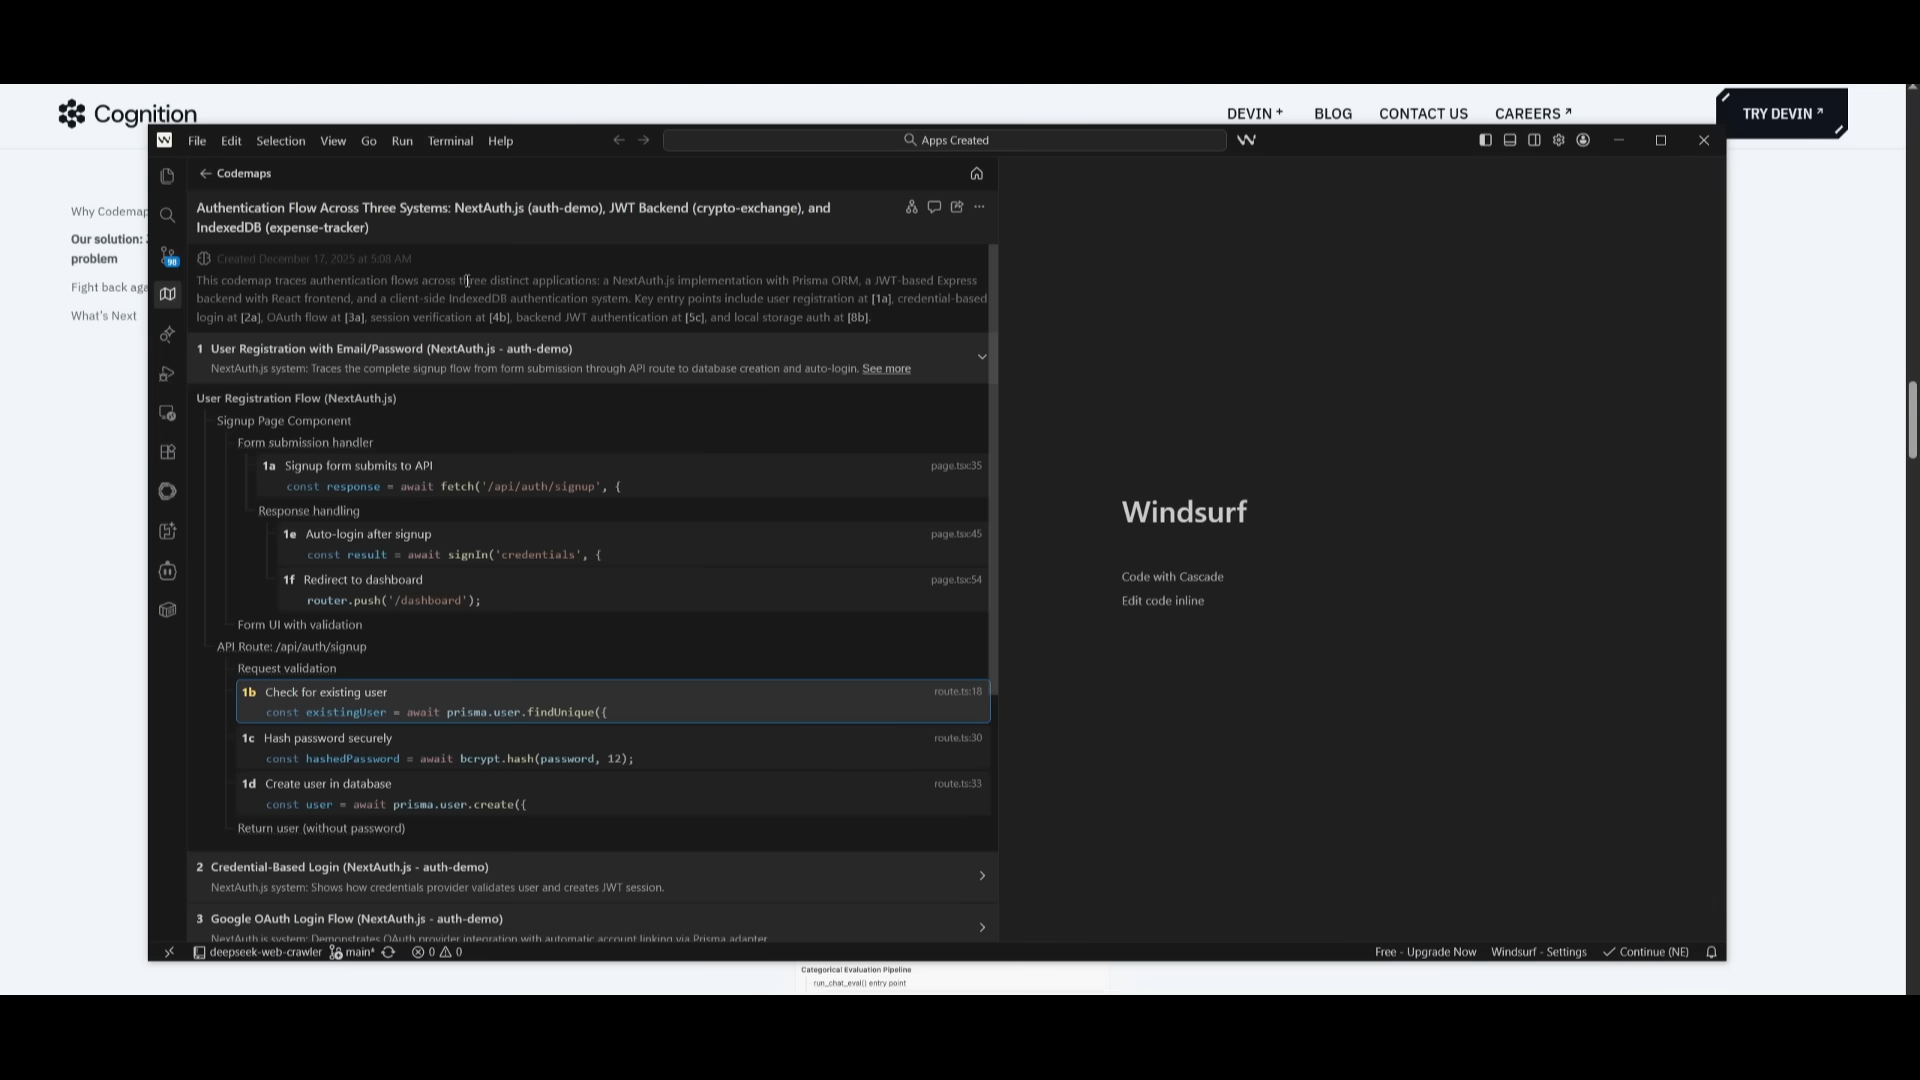 Cognition
DEVIN +
BLOG
CONTACT US
CAREERS
TRY DEVIN
Why Codemap
Our solution:
problem
Fight back aga
What's Next
File Edit Selection View Go Run Terminal Help
Apps Created
Codemaps
Authentication Flow Across Three Systems: NextAuth.js (auth-demo), JWT Backend (crypto-exchange), and
IndexedDB (expense-tracker)
Created December 17, 2025 at 5:08 AM
This codemap traces authentication flows across three distinct applications: a NextAuth.js implementation with Prisma ORM, a JWT-based Express
backend with React frontend, and a client-side IndexedDB authentication system. Key entry points include user registration at [1a], credential-based
login at [2a], OAuth flow at [3a], session verification at [4b], backend JWT authentication at [5c], and local storage auth at [8b].
1 User Registration with Email/Password (NextAuth.js - auth-demo)
NextAuth.js system: Traces the complete signup flow from form submission through API route to database creation and auto-login. See more
User Registration Flow (NextAuth.js)
Signup Page Component
Form submission handler
1a Signup form submits to API page.tsx:35
const response = await fetch('/api/auth/signup', {
Response handling
1e Auto-login after signup page.tsx:45
const result = await signIn('credentials', {
1f Redirect to dashboard page.tsx:54
router.push('/dashboard');
Form UI with validation
API Route: /api/auth/signup
Request validation
1b Check for existing user route.ts:18
const existingUser = await prisma.user.findUnique({
1c Hash password securely route.ts:30
const hashedPassword = await bcrypt.hash(password, 12);
1d Create user in database route.ts:33
const user = await prisma.user.create({
Return user (without password)
2 Credential-Based Login (NextAuth.js - auth-demo)
NextAuth.js system: Shows how credentials provider validates user and creates JWT session.
3 Google OAuth Login Flow (NextAuth.js - auth-demo)
NextAuth.js system: Demonstrates OAuth provider integration with automatic account linking via Prisma adapter
Windsurf
Code with Cascade
Edit code inline
98
deepseek-web-crawler main* 0 0
Free - Upgrade Now Windsurf - Settings Continue (NE)
Categorical Evaluation Pipeline
run_chat_eval() entry point